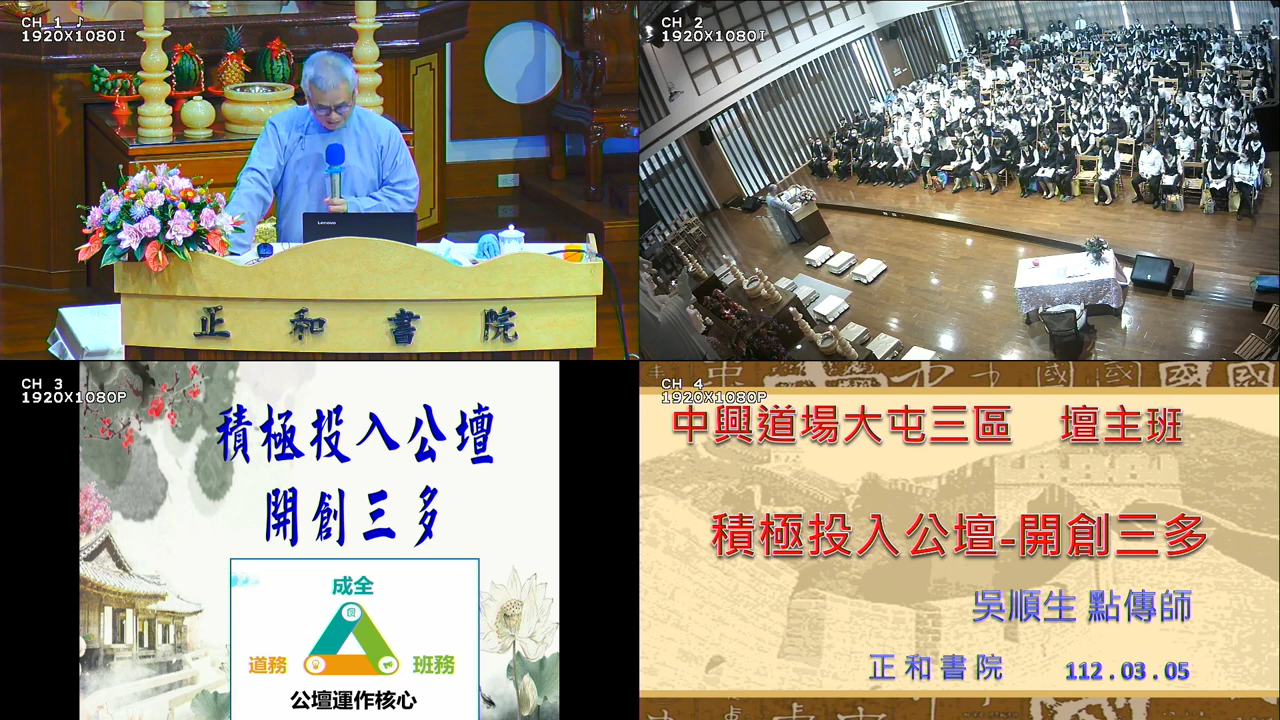 CH 1 ♪
1920X1080I
Lenovo
正和書院
CH 2
1920X1080I
CH 3
1920X1080P
積極投入公壇
開創三多
成全
道務
班務
公壇運作核心
CH 4
1920X1080P
中興道場大屯三區 壇主班
積極投入公壇-開創三多
吳順生 點傳師
正和書院 112.03.05